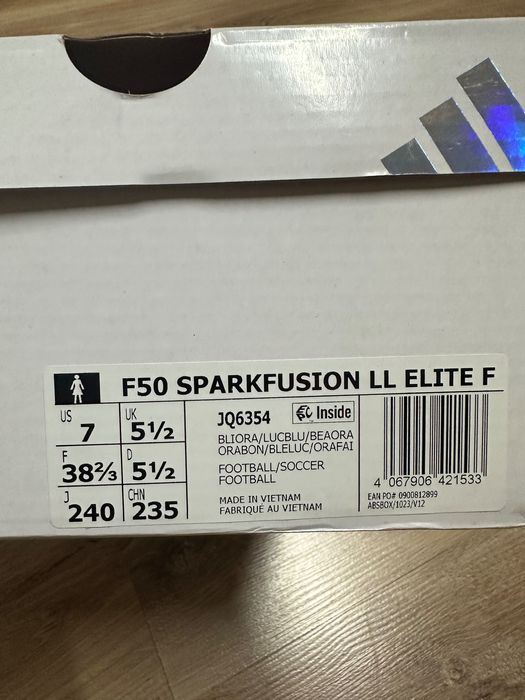 F50 SPARKFUSION LL ELITE F
US 7 UK 5½
F 38⅔ D 5½
J 240 CHN 235
JQ6354 Inside
BLIORA/LUCBLU/BEAORA
ORABON/BLELUC/ORAFAI
FOOTBALL/SOCCER
FOOTBALL
MADE IN VIETNAM
FABRIQUÉ AU VIETNAM
4 067906 421533
EAN PO# 0900812899
ABSBOX/1023/V12